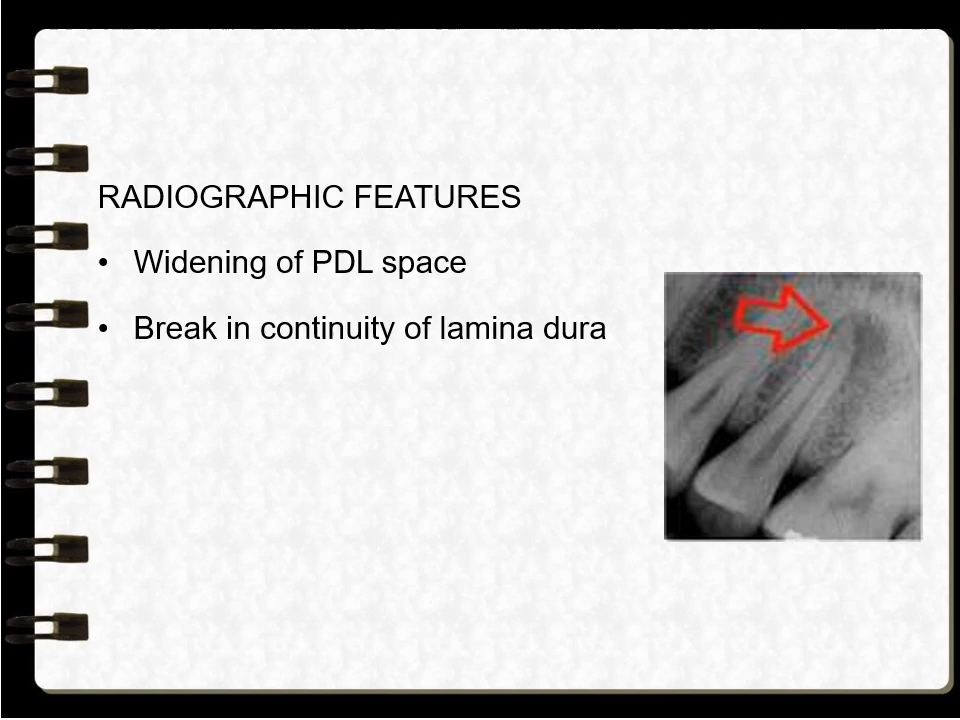 RADIOGRAPHIC FEATURES
• Widening of PDL space
• Break in continuity of lamina dura